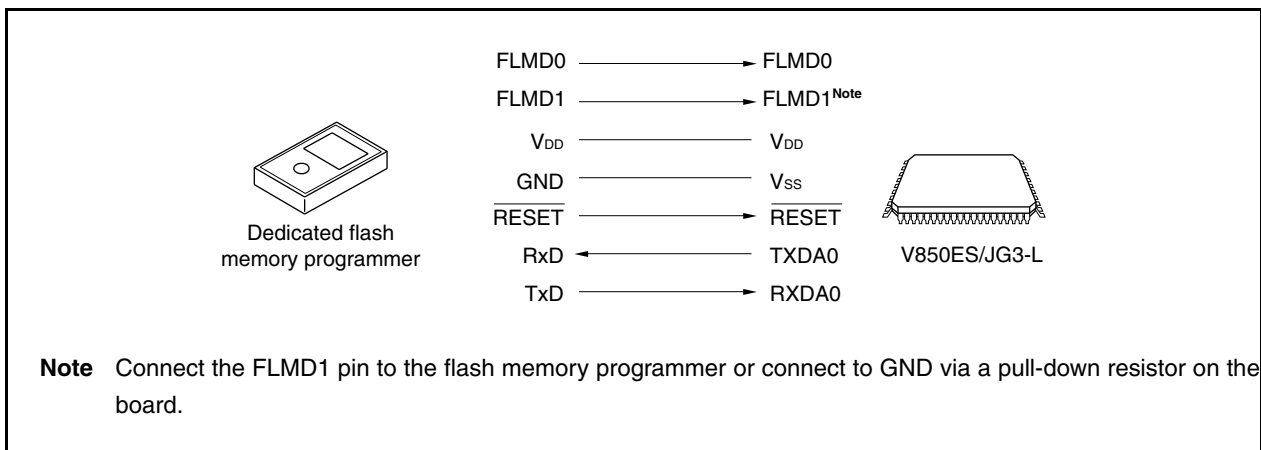 FLMD0 FLMD0
FLMD1 FLMD1Note
VDD VDD
GND VSS
RESET RESET
Dedicated flash
memory programmer
RxD TXDA0
V850ES/JG3-L
TxD RXDA0
Note Connect the FLMD1 pin to the flash memory programmer or connect to GND via a pull-down resistor on the
board.